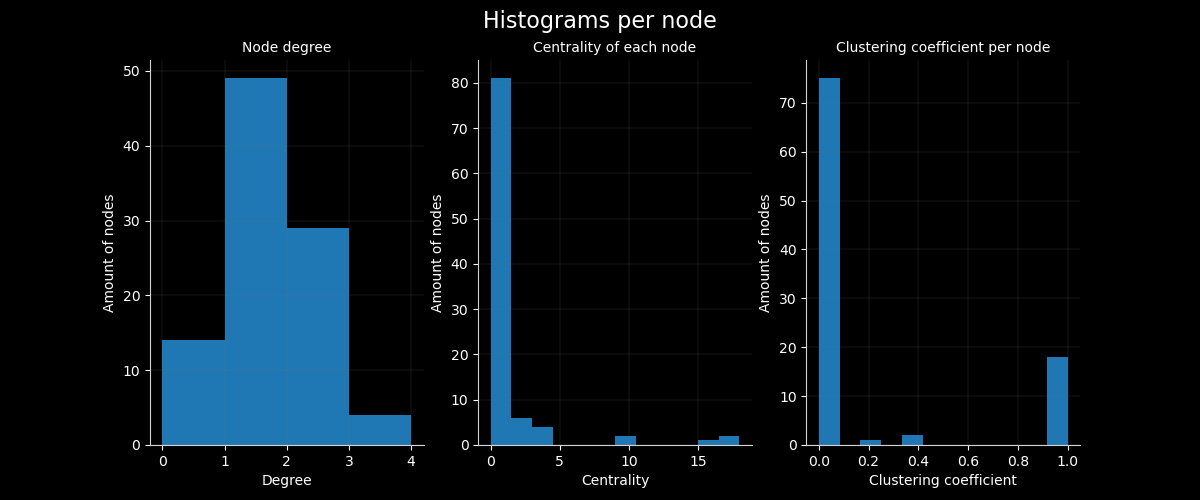 Histograms per node
Node degree
Amount of nodes
50
40
30
20
10
0
0 1 2 3 4
Degree
Centrality of each node
Amount of nodes
80
70
60
50
40
30
20
10
0
0 5 10 15
Centrality
Clustering coefficient per node
Amount of nodes
70
60
50
40
30
20
10
0
0.0 0.2 0.4 0.6 0.8 1.0
Clustering coefficient